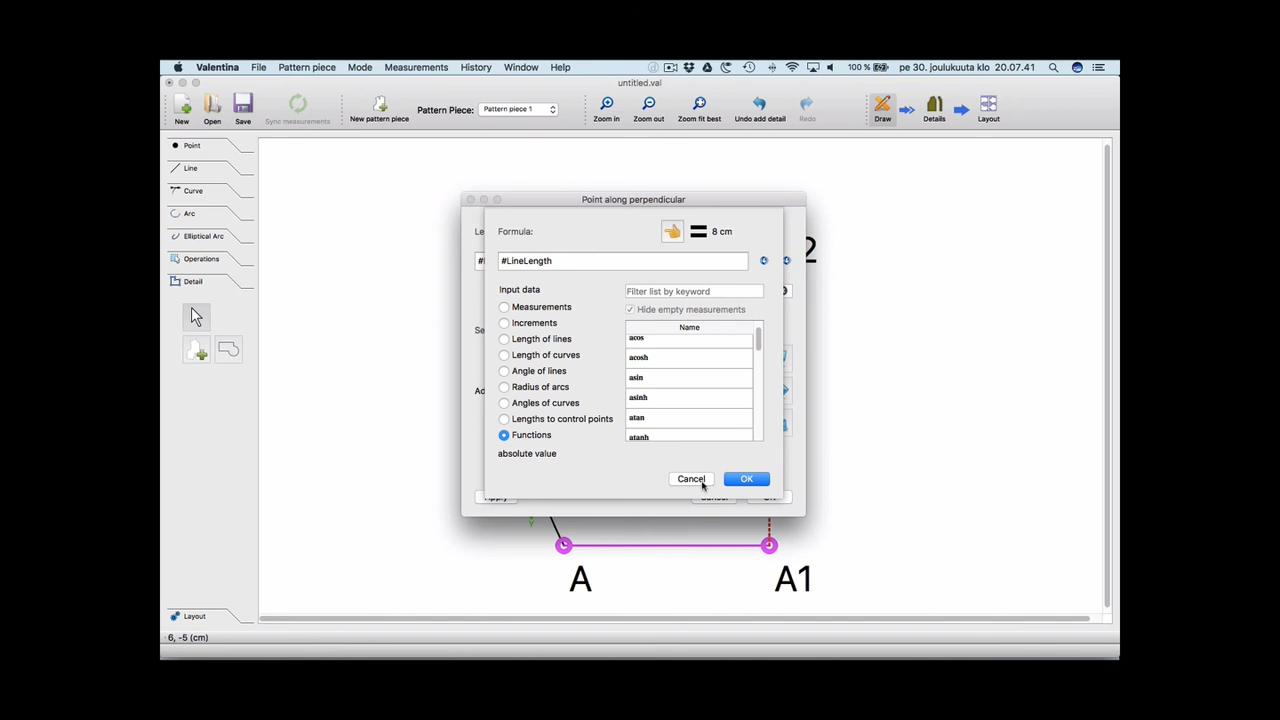 Valentina File Pattern piece Mode Measurements History Window Help 100 % pe 30. joulukuuta klo 20.07.41
untitled.val
New Open Save Sync measurements New pattern piece Pattern Piece: Pattern piece 1 Zoom in Zoom out Zoom fit best Undo add detail Redo Draw Details Layout
Point
Line
Curve
Arc
Elliptical Arc
Operations
Detail
Point along perpendicular
Formula: 8 cm
#LineLength
2
Input data
Filter list by keyword
Measurements
Hide empty measurements
Increments
Name
Length of lines
acos
Length of curves
acosh
Angle of lines
asin
Radius of arcs
asinh
Angles of curves
Lengths to control points
atan
Functions
atanh
absolute value
Cancel OK
A A1
Layout
6, -5 (cm)